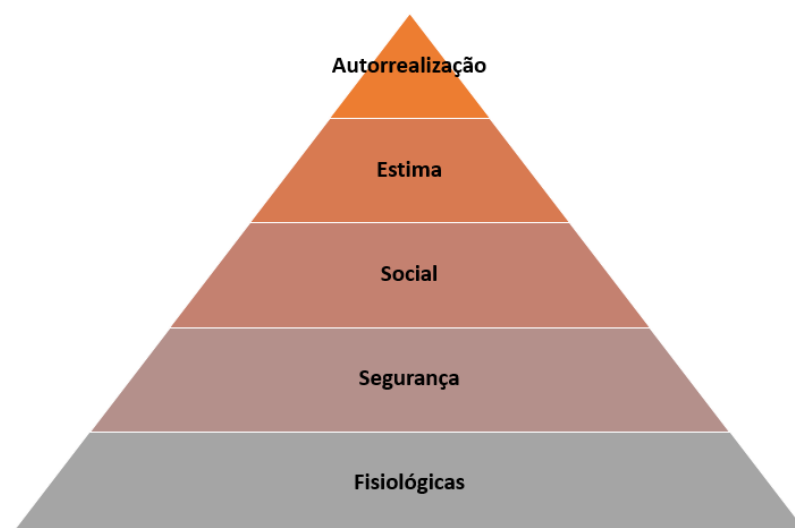 Autorrealização
Estima
Social
Segurança
Fisiológicas